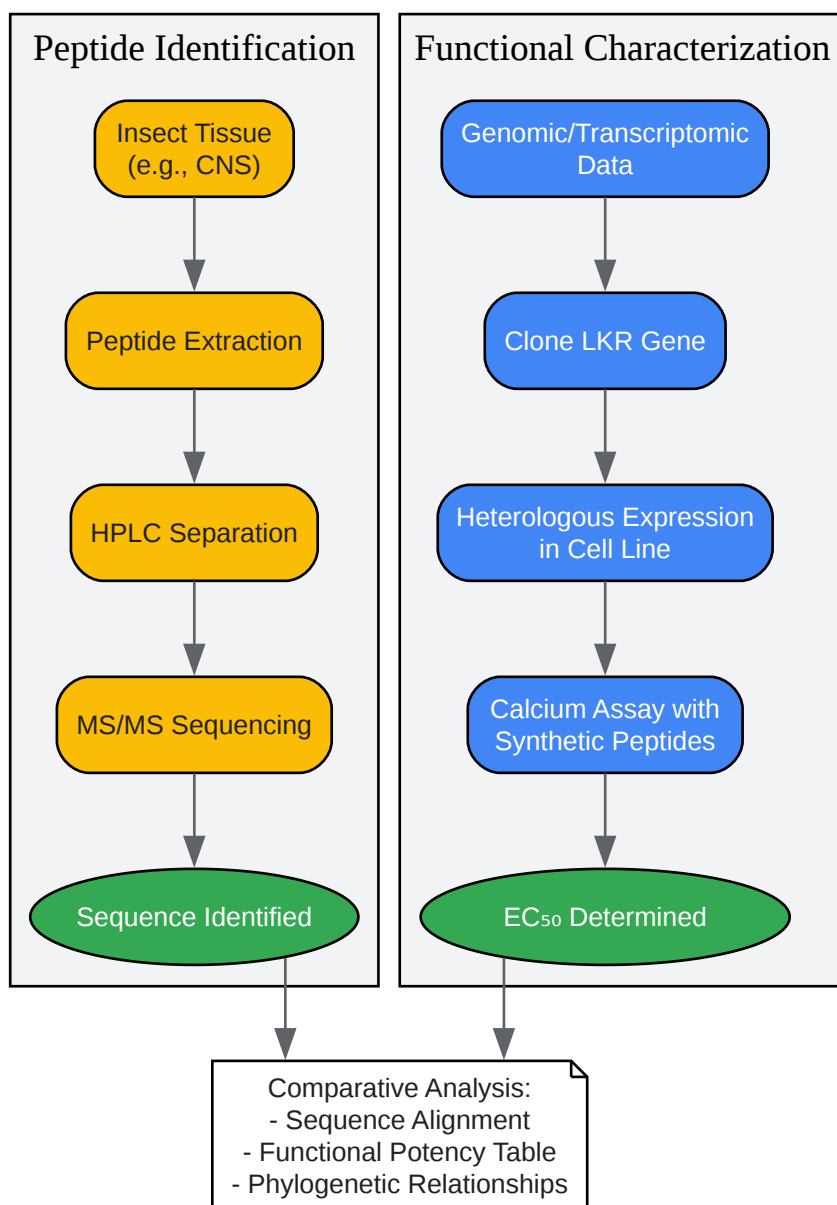 Peptide Identification
Insect Tissue
(e.g., CNS)
Peptide Extraction
HPLC Separation
MS/MS Sequencing
Sequence Identified
Functional Characterization
Genomic/Transcriptomic
Data
Clone LKR Gene
Heterologous Expression
in Cell Line
Calcium Assay with
Synthetic Peptides
EC₅₀ Determined
Comparative Analysis:
- Sequence Alignment
- Functional Potency Table
- Phylogenetic Relationships